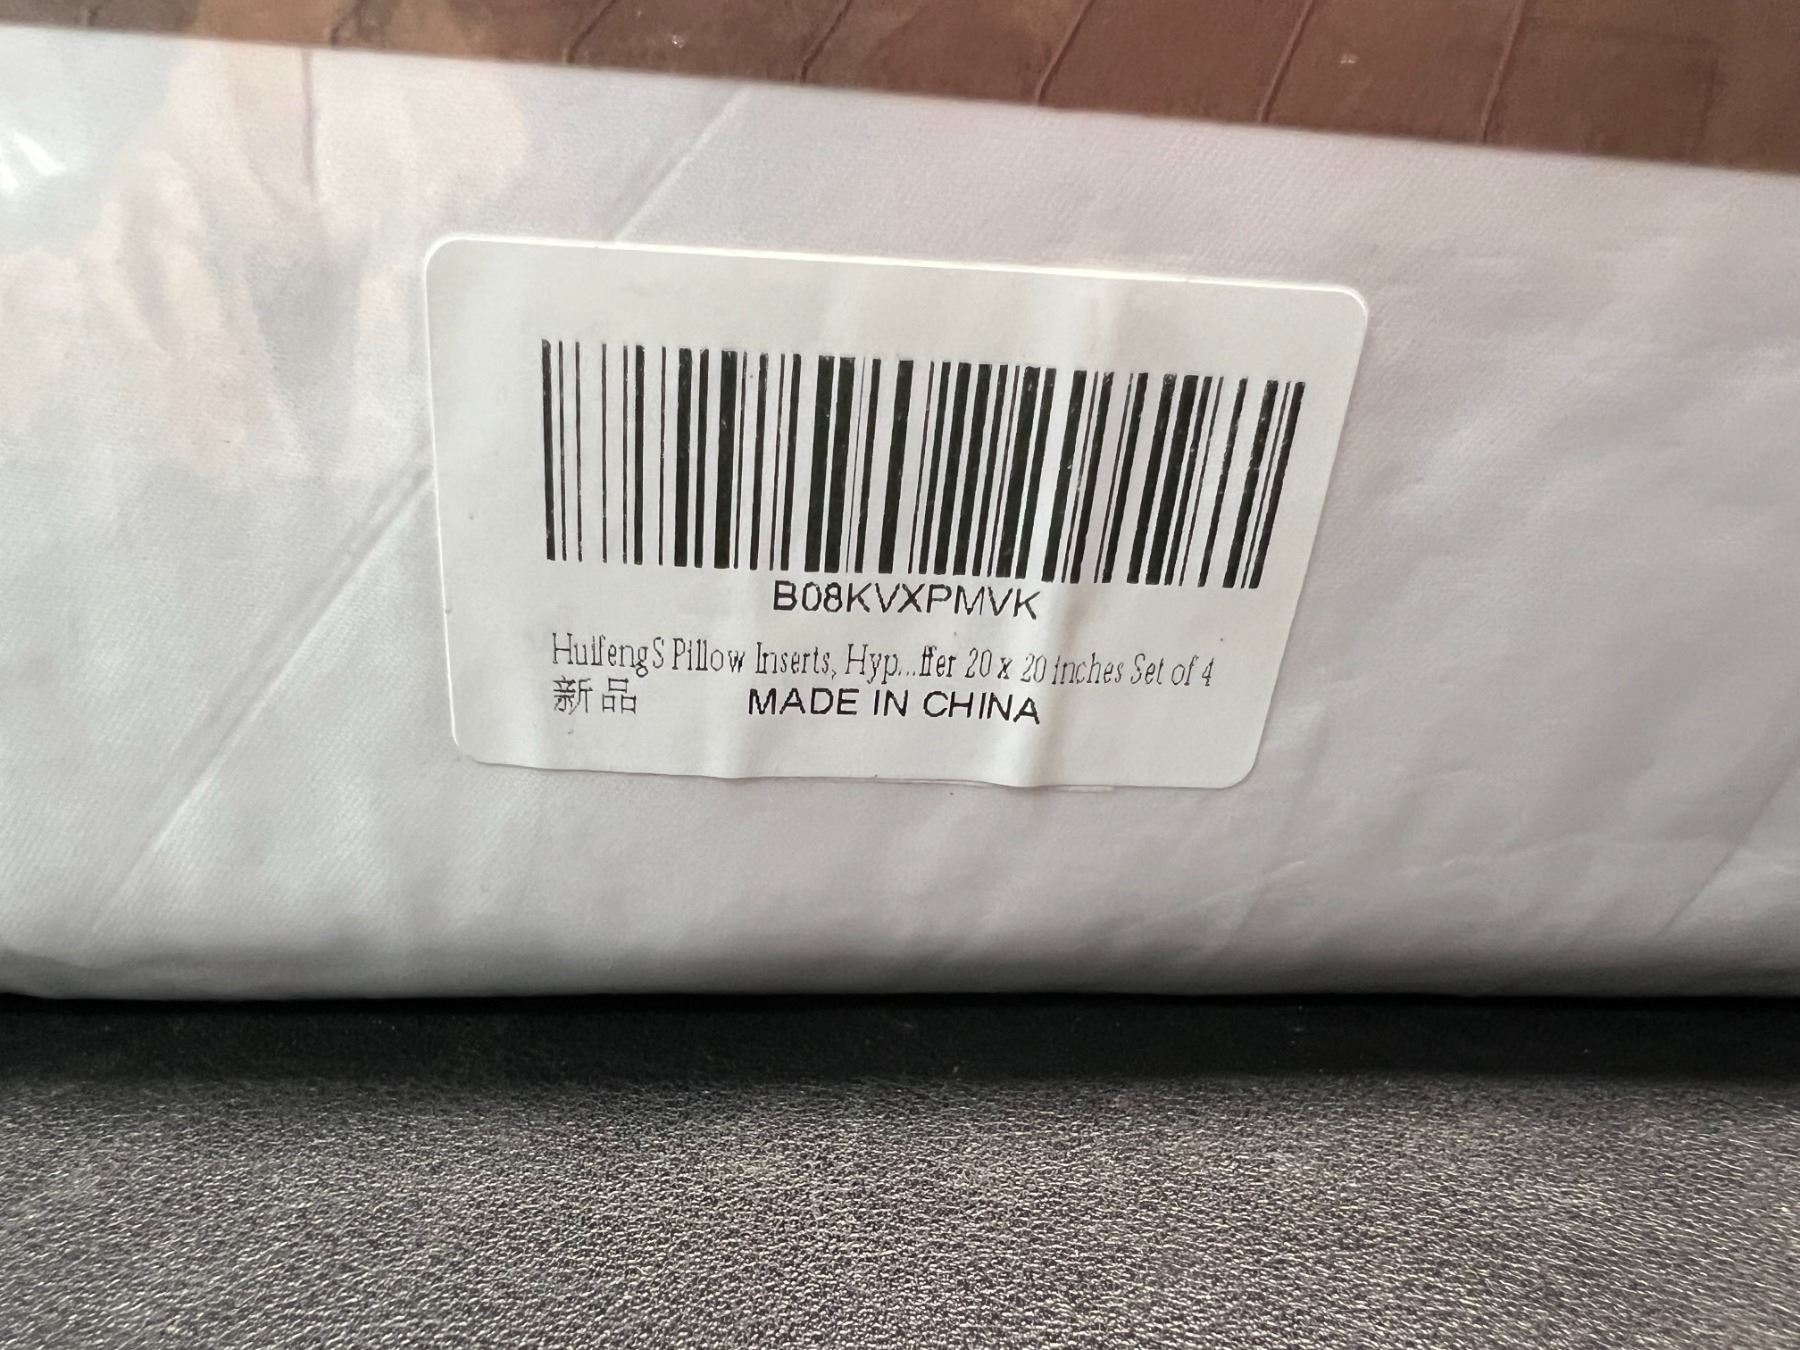 B08KVXPMVK
HuifengS Pillow Inserts, Hyp...ffer 20 x 20 inches Set of 4
新品 MADE IN CHINA